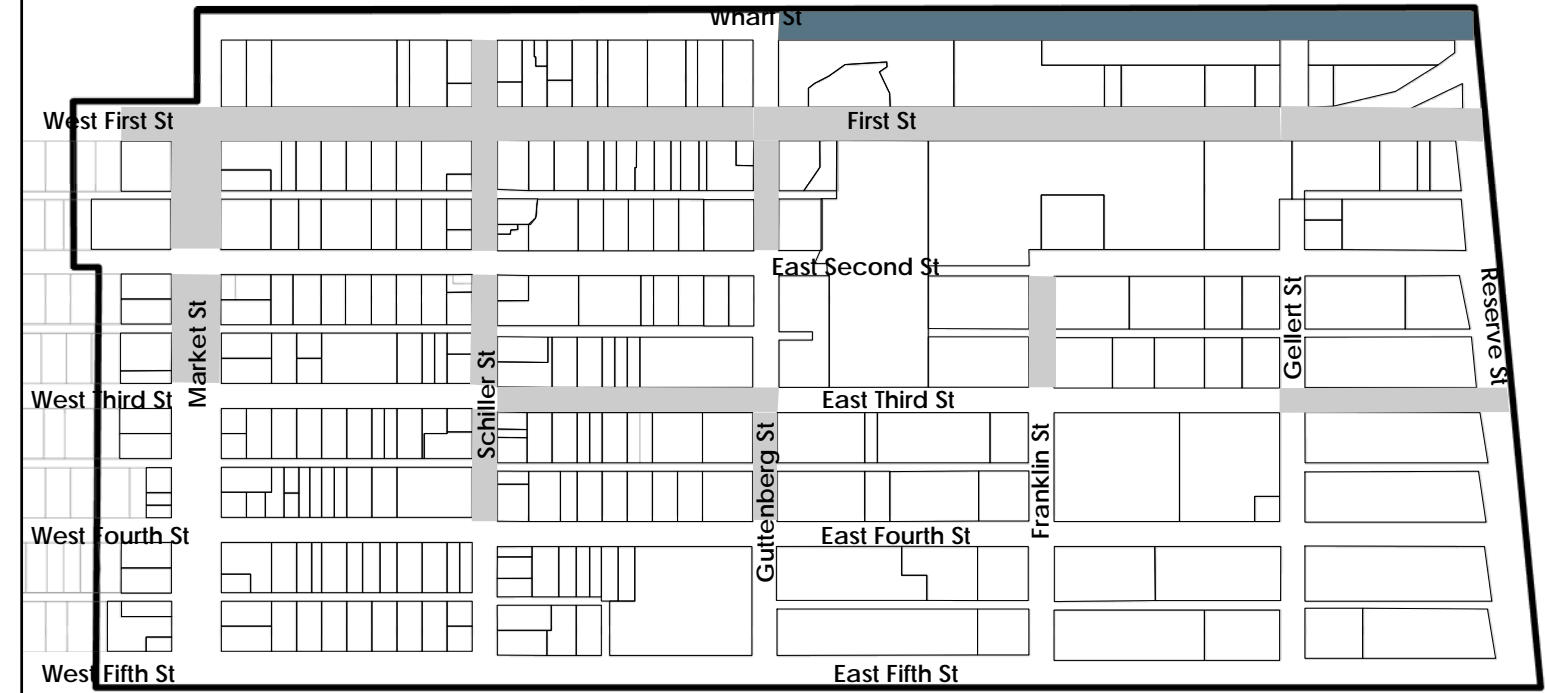 Wharf St
West First St
First St
East Second St
Market St
Schiller St
Guttenberg St
Franklin St
Gellert St
Reserve St
West Third St
East Third St
West Fourth St
East Fourth St
West Fifth St
East Fifth St